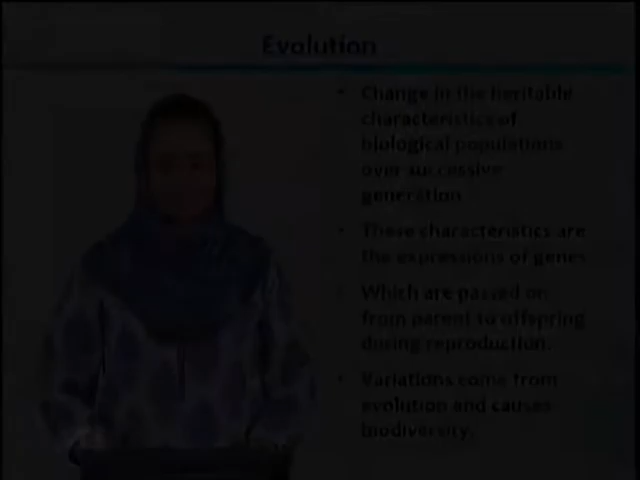 Evolution
• Change in the heritable
characteristics of
biological populations
over successive
generation
• These characteristics are
the expressions of genes
• Which are passed on
from parent to offspring
during reproduction.
• Variations come from
evolution and causes
biodiversity.